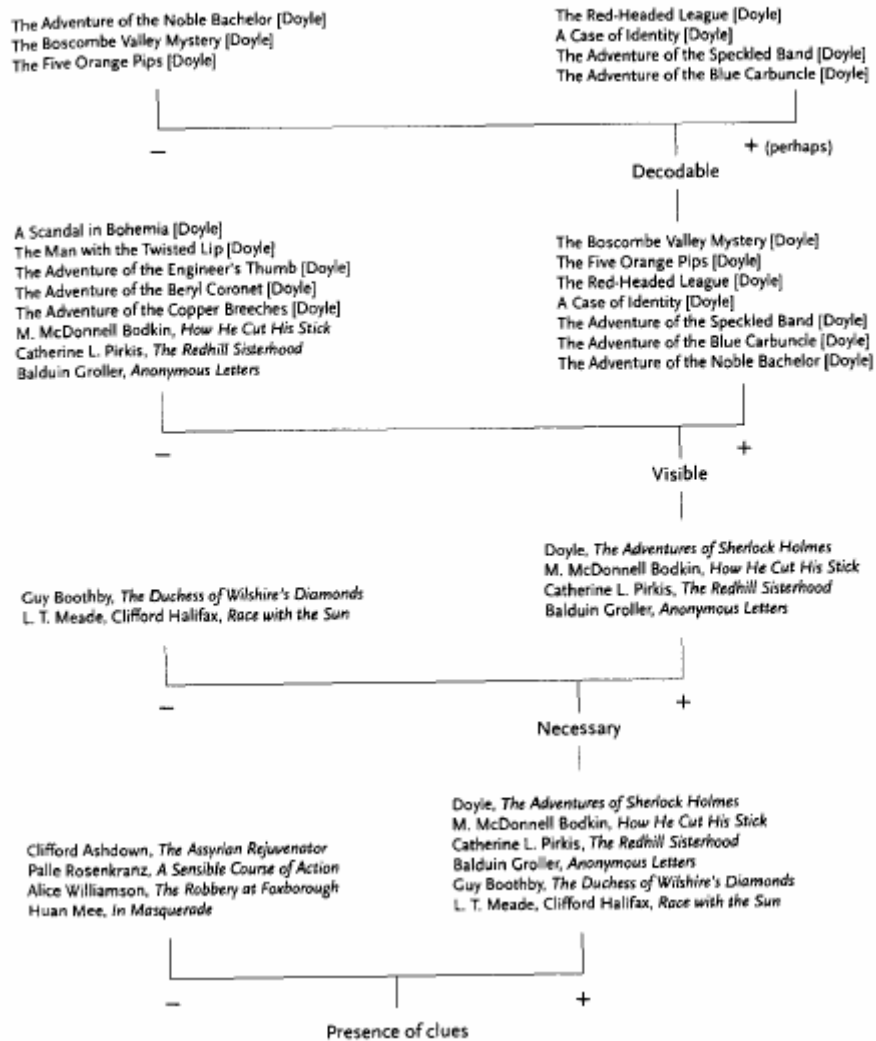 The Adventure of the Noble Bachelor [Doyle]
The Boscombe Valley Mystery [Doyle]
The Five Orange Pips [Doyle]
The Red-Headed League [Doyle]
A Case of Identity [Doyle]
The Adventure of the Speckled Band [Doyle]
The Adventure of the Blue Carbuncle [Doyle]
–
+ (perhaps)
Decodable
A Scandal in Bohemia [Doyle]
The Man with the Twisted Lip [Doyle]
The Adventure of the Engineer's Thumb [Doyle]
The Adventure of the Beryl Coronet [Doyle]
The Adventure of the Copper Breeches [Doyle]
M. McDonnell Bodkin, How He Cut His Stick
Catherine L. Pirkis, The Redhill Sisterhood
Balduin Groller, Anonymous Letters
The Boscombe Valley Mystery [Doyle]
The Five Orange Pips [Doyle]
The Red-Headed League [Doyle]
A Case of Identity [Doyle]
The Adventure of the Speckled Band [Doyle]
The Adventure of the Blue Carbuncle [Doyle]
The Adventure of the Noble Bachelor [Doyle]
–
+
Visible
Guy Boothby, The Duchess of Wilshire's Diamonds
L. T. Meade, Clifford Halifax, Race with the Sun
Doyle, The Adventures of Sherlock Holmes
M. McDonnell Bodkin, How He Cut His Stick
Catherine L. Pirkis, The Redhill Sisterhood
Balduin Groller, Anonymous Letters
–
+
Necessary
Clifford Ashdown, The Assyrian Rejuvenator
Palle Rosenkranz, A Sensible Course of Action
Alice Williamson, The Robbery at Foxborough
Huan Mee, In Masquerade
Doyle, The Adventures of Sherlock Holmes
M. McDonnell Bodkin, How He Cut His Stick
Catherine L. Pirkis, The Redhill Sisterhood
Balduin Groller, Anonymous Letters
Guy Boothby, The Duchess of Wilshire's Diamonds
L. T. Meade, Clifford Halifax, Race with the Sun
–
+
Presence of clues